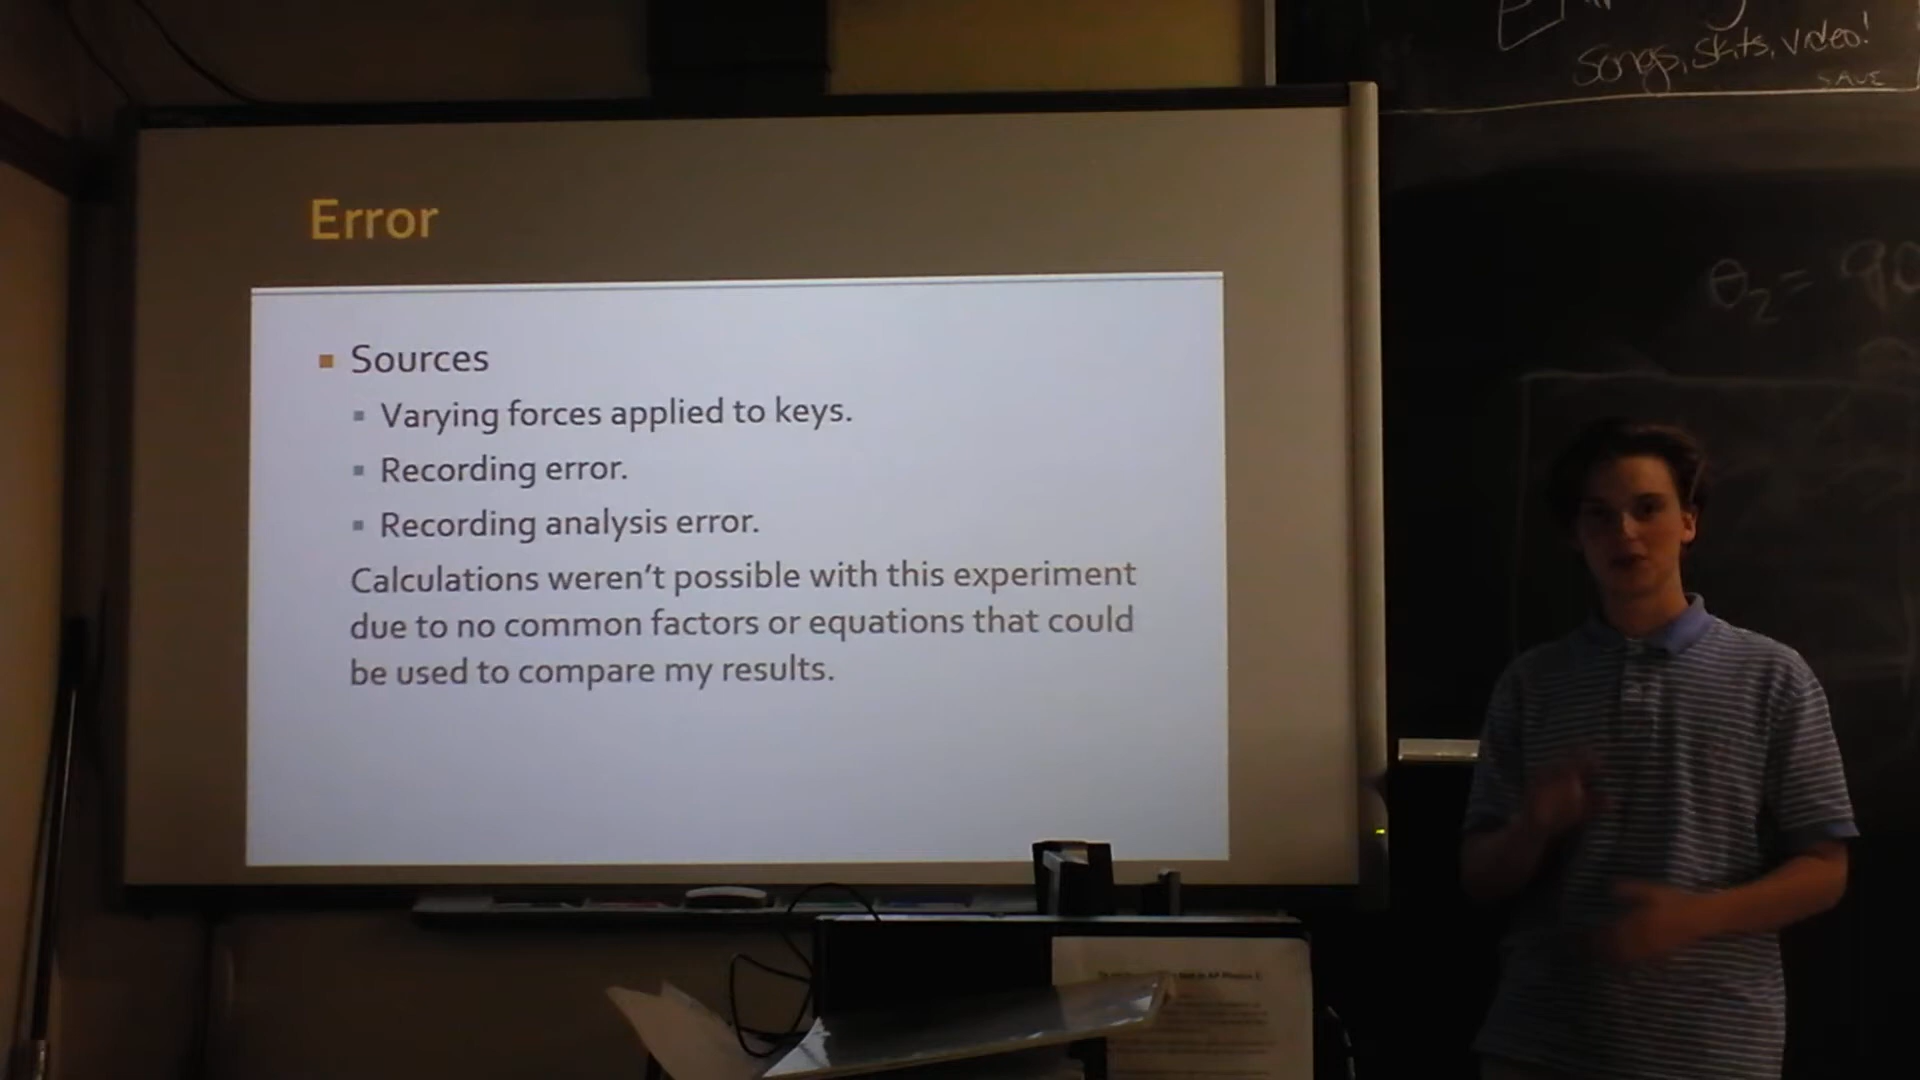 songs, skits, video!
SAVE
Error
θ₂ = 90
Sources
Varying forces applied to keys.
Recording error.
Recording analysis error.
Calculations weren't possible with this experiment
due to no common factors or equations that could
be used to compare my results.